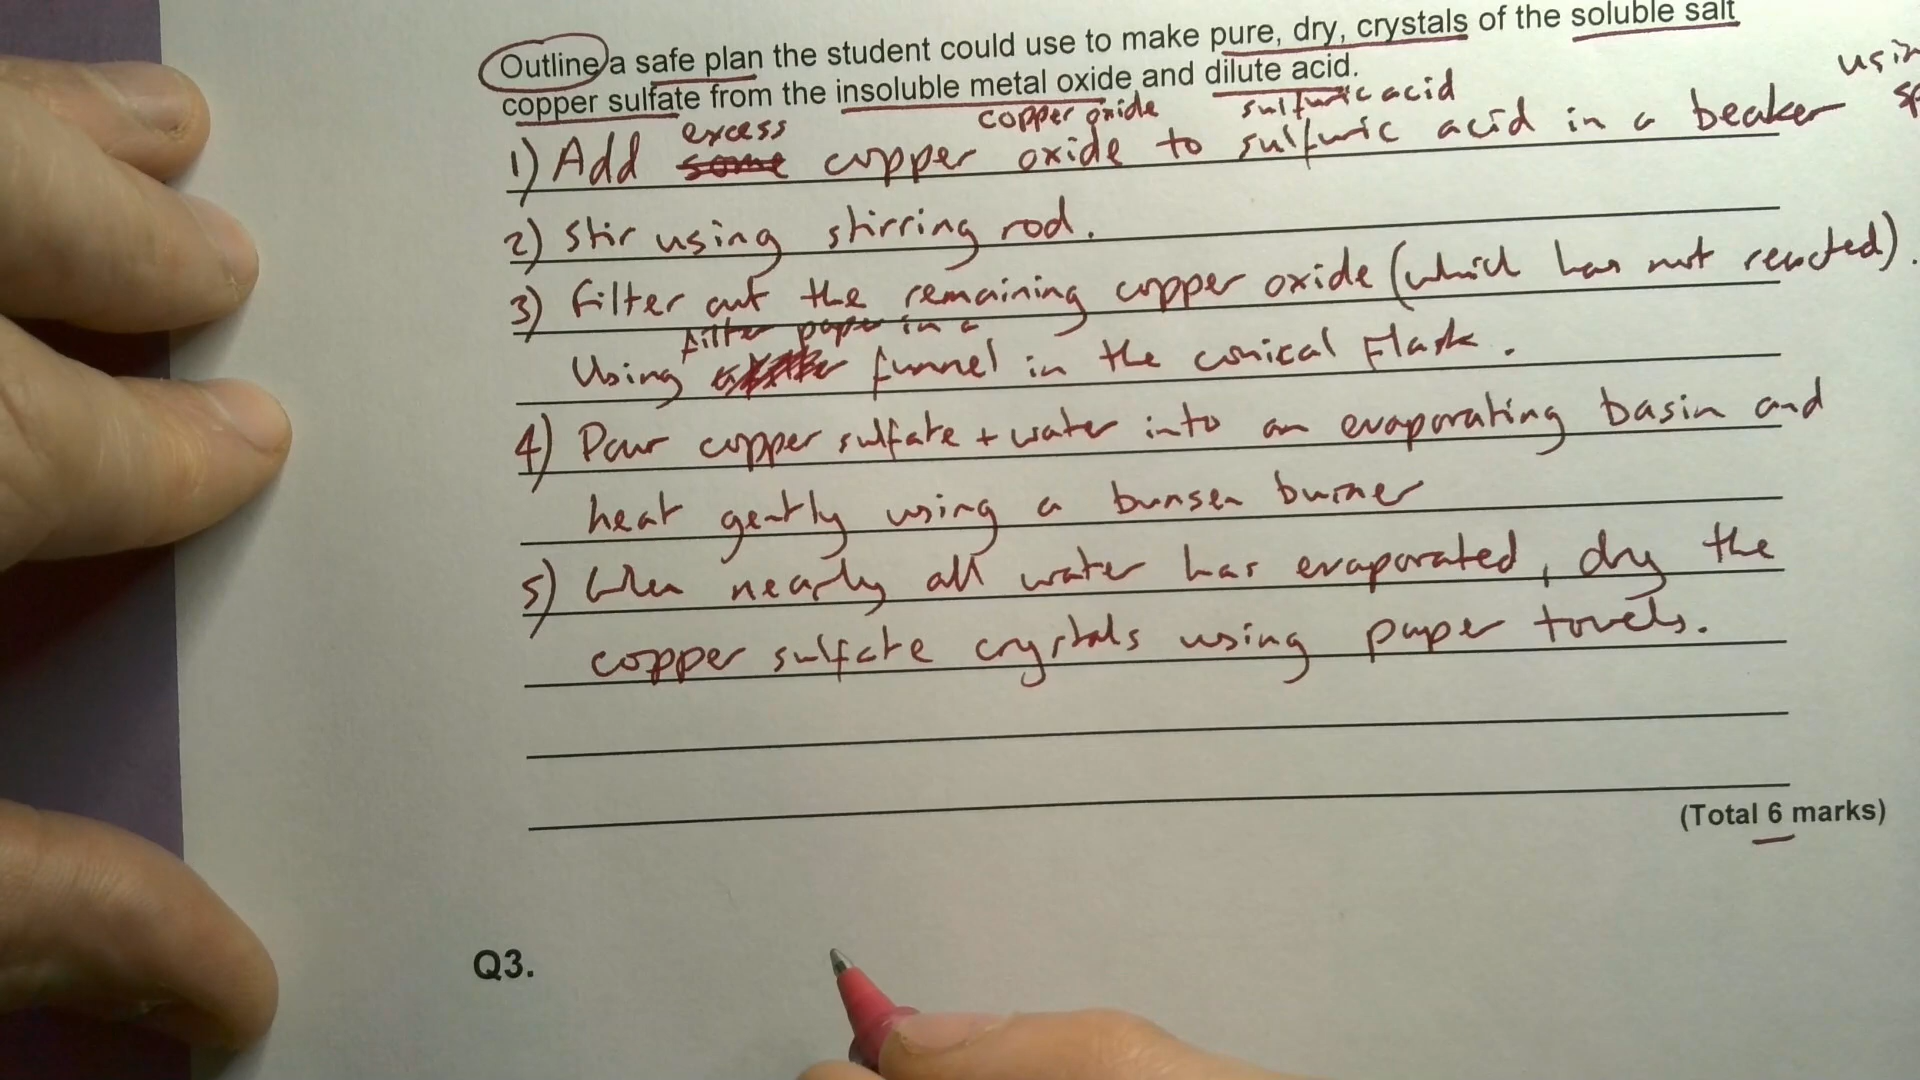 Outline a safe plan the student could use to make pure, dry, crystals of the soluble salt
copper sulfate from the insoluble metal oxide and dilute acid.
copper oxide sulfuric acid
excess
1) Add some copper oxide to sulfuric acid in a beaker
2) Stir using stirring rod.
3) Filter out the remaining copper oxide (which has not reacted).
filter paper in a
Using funnel in the conical flask.
4) Pour copper sulfate + water into an evaporating basin and
heat gently using a bunsen burner
5) When nearly all water has evaporated, dry the
copper sulfate crystals using paper towels.
(Total 6 marks)
Q3.